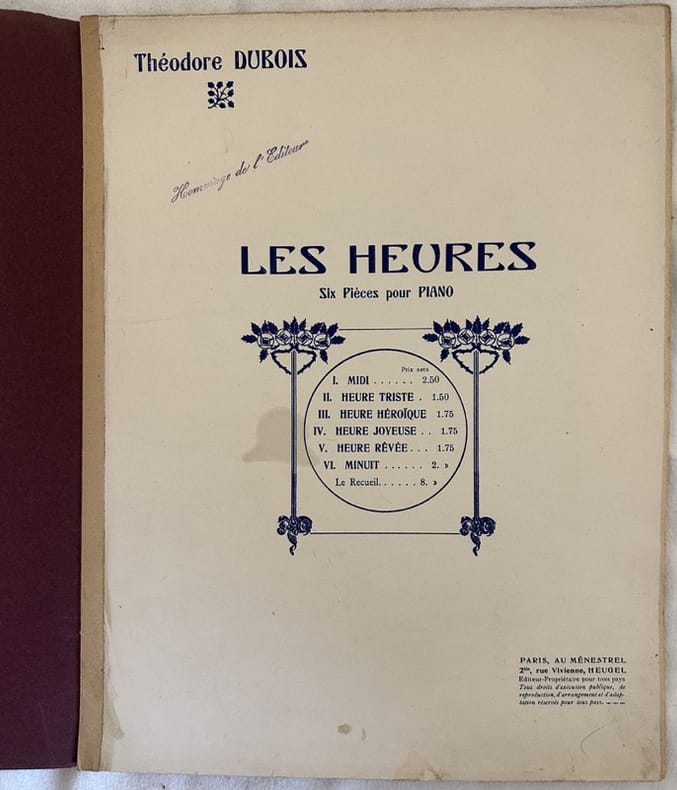 Théodore DUBOIS
Hommage de l'Editeur
LES HEURES
Six Pièces pour PIANO
Prix nets
I. MIDI . . . . . . 2.50
II. HEURE TRISTE . 1.50
III. HEURE HÉROÏQUE 1.75
IV. HEURE JOYEUSE . . 1.75
V. HEURE RÊVÉE . . . 1.75
VI. MINUIT . . . . . . 2. »
Le Recueil. . . . . . 8. »
PARIS, AU MÉNESTREL
2bis, rue Vivienne, HEUGEL
Editeur-Propriétaire pour tous pays
Tous droits d'exécution publique, de
reproduction, d'arrangement et d'adap-
tation réservés pour tous pays.